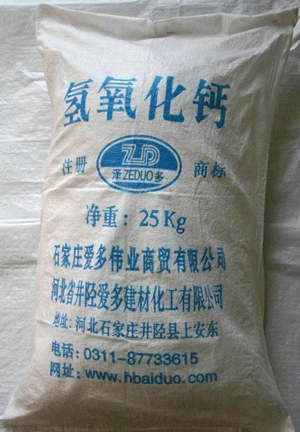 氢氧化钙
注册 ZD 商标
泽ZEDUO多
净重：25Kg
石家庄爱多伟业商贸有限公司
河北省井陉爱多建材化工有限公司
地址：河北石家庄井陉县上安东
电话：0311-87733615
网址：www.hbaiduo.com